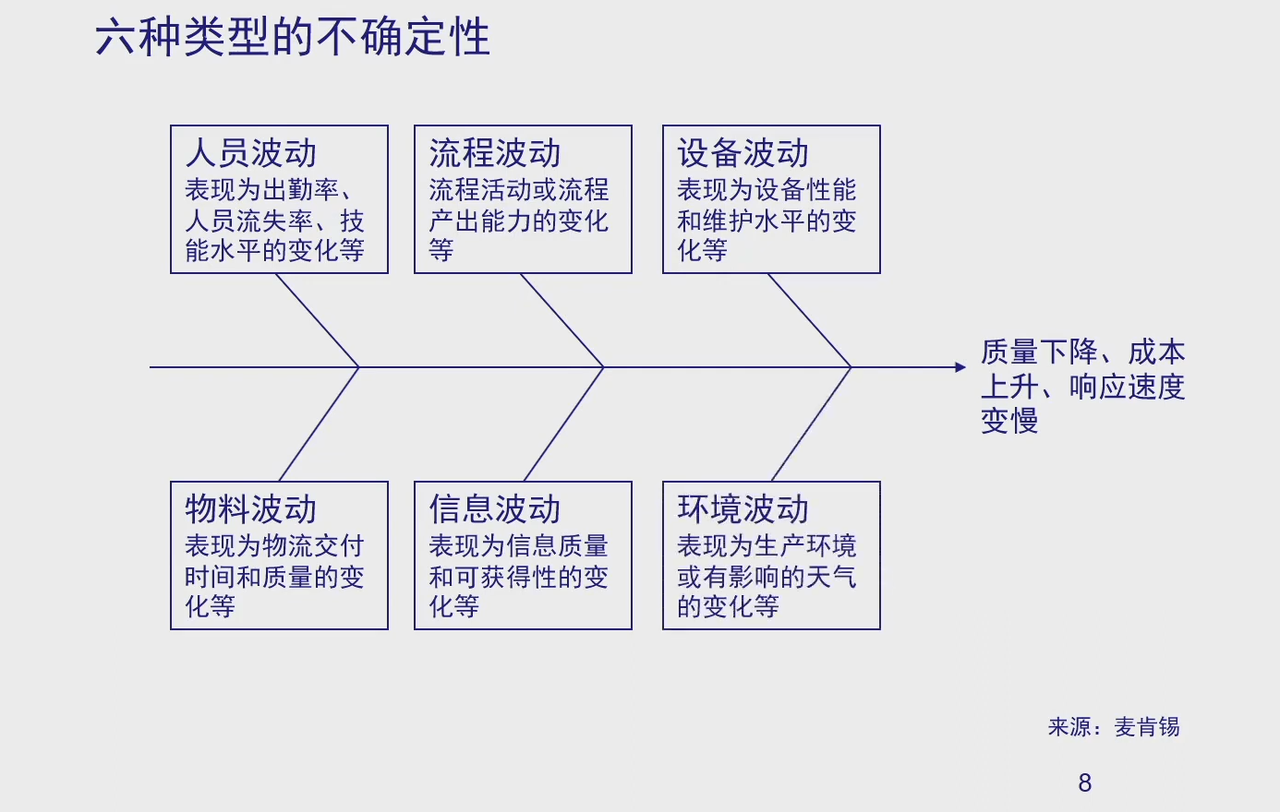 六种类型的不确定性
人员波动
表现为出勤率、
人员流失率、技
能水平的变化等
流程波动
流程活动或流程
产出能力的变化
等
设备波动
表现为设备性能
和维护水平的变
化等
质量下降、成本
上升、响应速度
变慢
物料波动
表现为物流交付
时间和质量的变
化等
信息波动
表现为信息质量
和可获得性的变
化等
环境波动
表现为生产环境
或有影响的天气
的变化等
来源：麦肯锡
8